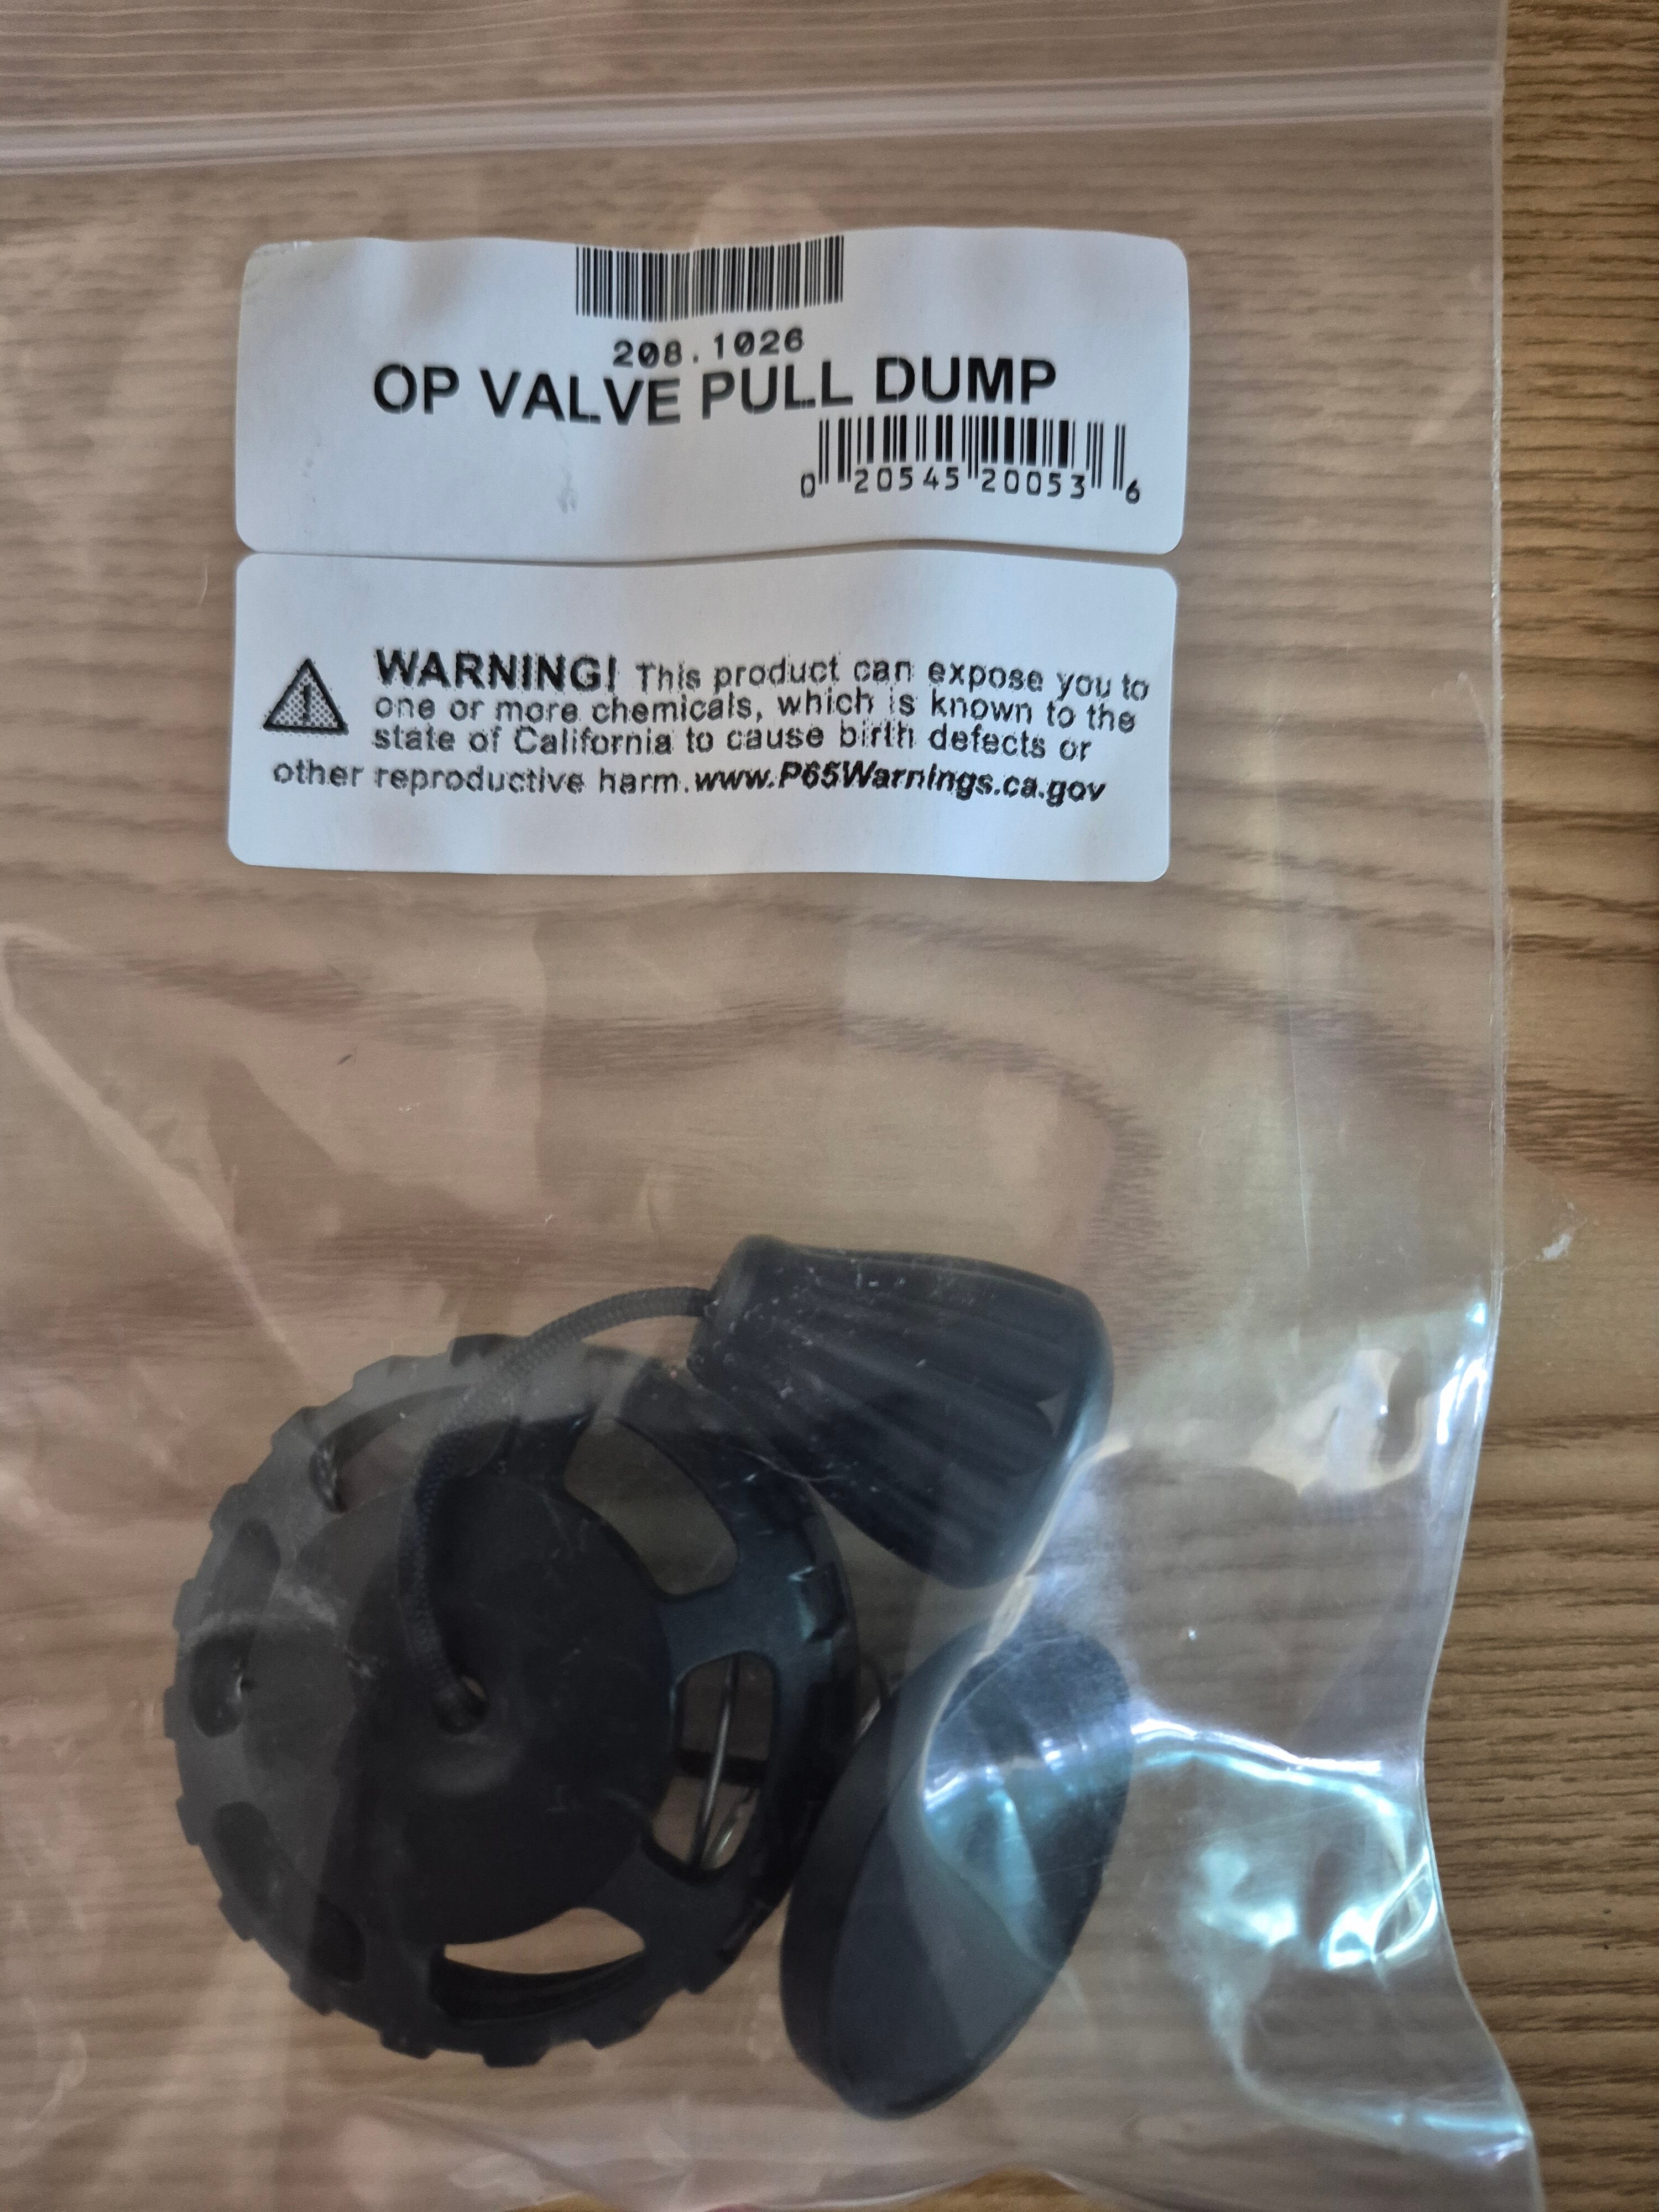 208.1026
OP VALVE PULL DUMP
0 20545 20053 6
WARNING! This product can expose you to
one or more chemicals, which is known to the
state of California to cause birth defects or
other reproductive harm.www.P65Warnings.ca.gov